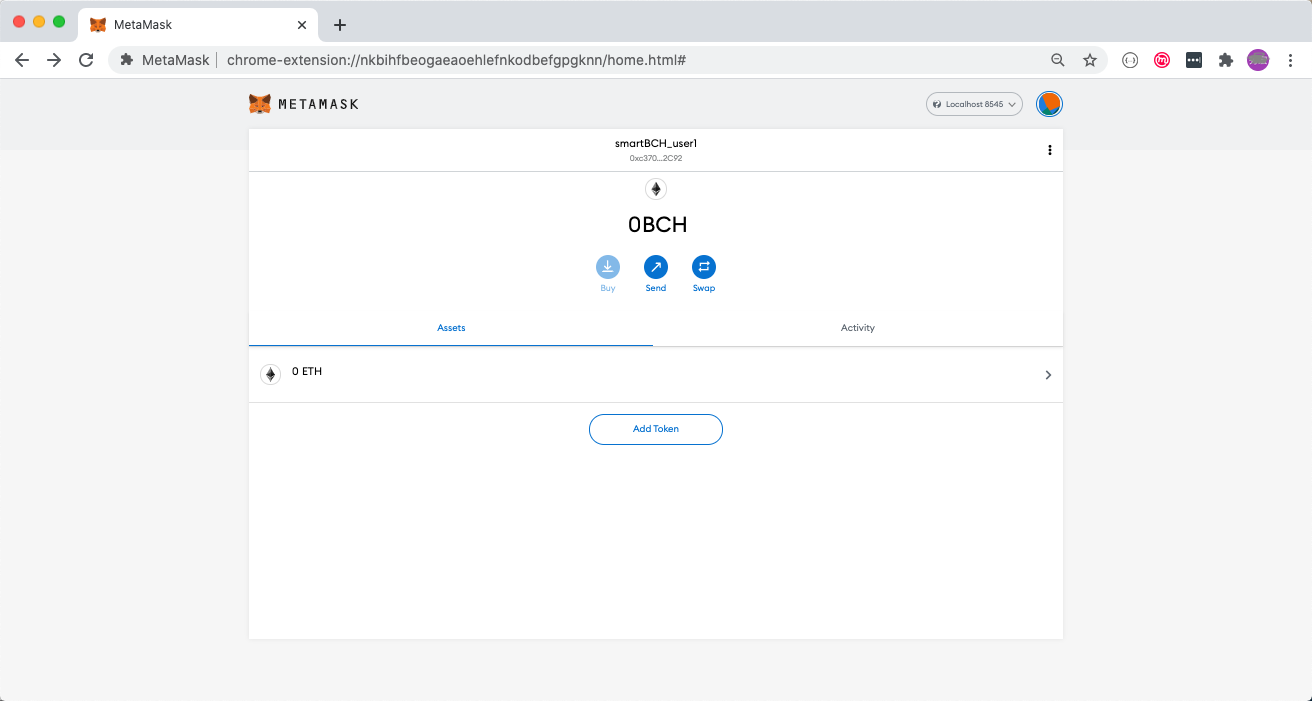 MetaMask
MetaMask chrome-extension://nkbihfbeogaeaoehlefnkodbefgpgknn/home.html#
METAMASK
Localhost 8545
smartBCH_user1
0xc370...2C92
0BCH
Buy Send Swap
Assets Activity
0 ETH
Add Token